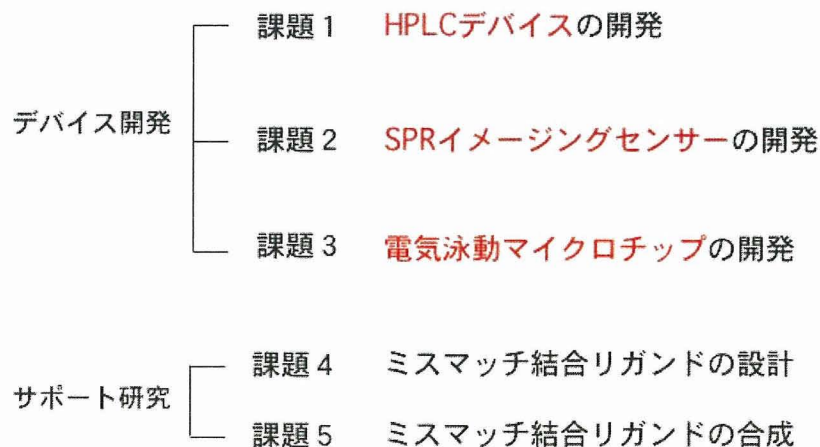 課題1 HPLCデバイスの開発
デバイス開発
課題2 SPRイメージングセンサーの開発
課題3 電気泳動マイクロチップの開発
課題4 ミスマッチ結合リガンドの設計
サポート研究
課題5 ミスマッチ結合リガンドの合成